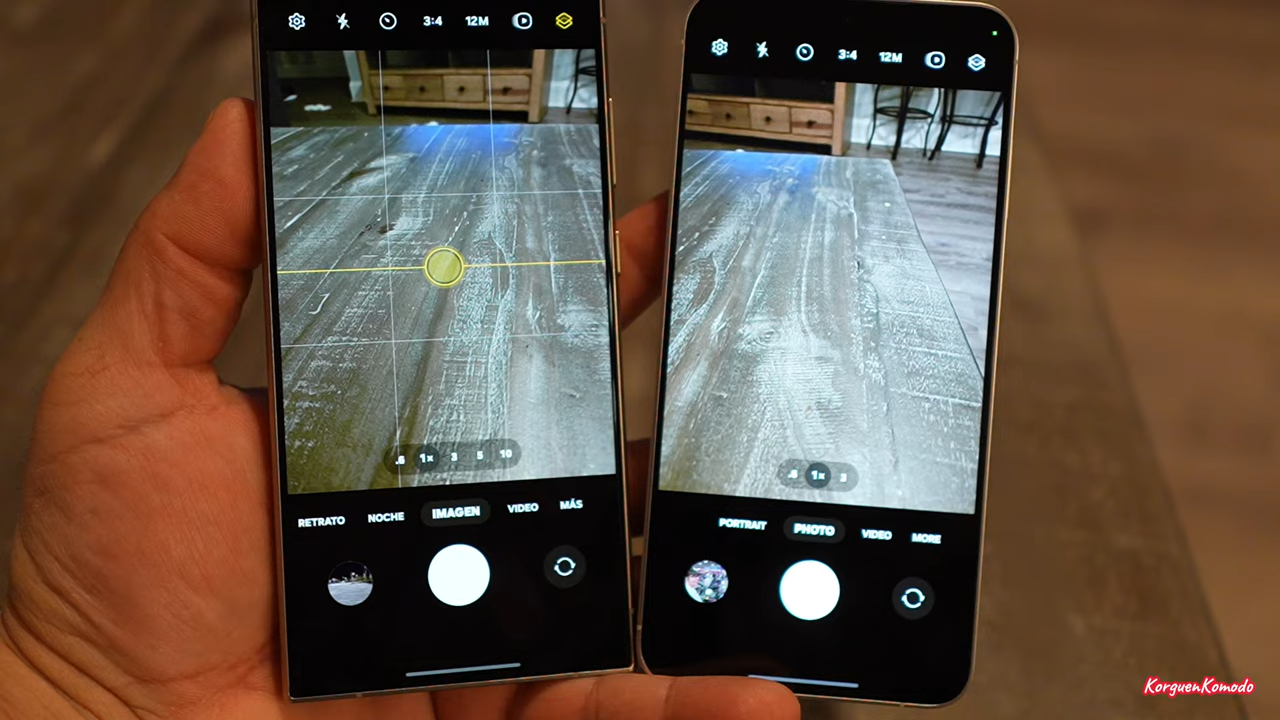 3:4 12M
.6 1x 3 5 10
RETRATO NOCHE IMAGEN VIDEO MÁS
3:4 12M
.6 1x 3
PORTRAIT PHOTO VIDEO MORE
KorguenKomodo